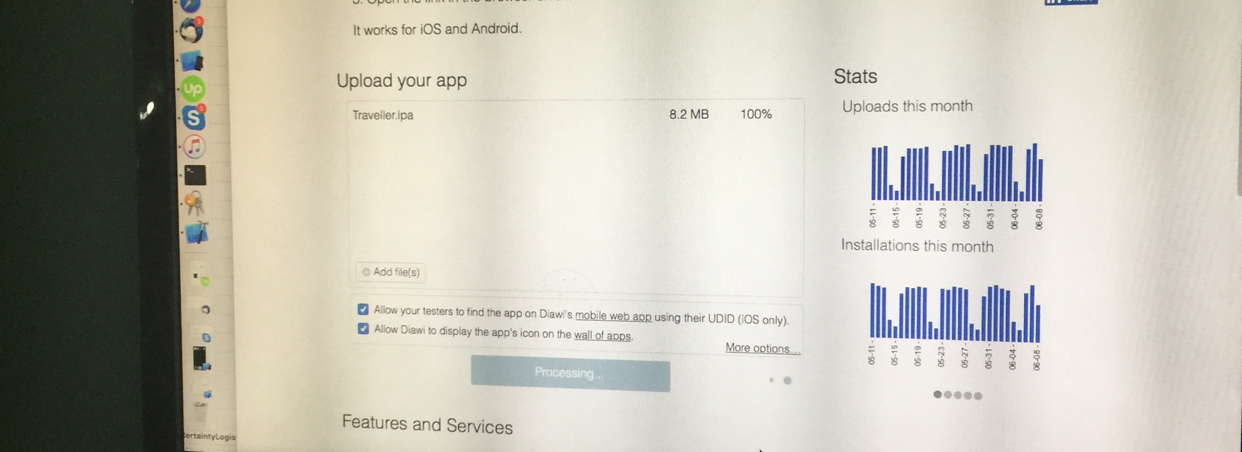 It works for iOS and Android.
Upload your app
Traveller.ipa 8.2 MB 100%
Add file(s)
Allow your testers to find the app on Diawi's mobile web app using their UDID (iOS only).
Allow Diawi to display the app's icon on the wall of apps.
More options...
Processing...
Features and Services
Stats
Uploads this month
05-11 05-15 05-19 05-23 05-27 05-31 06-04 06-08
Installations this month
05-11 05-15 05-19 05-23 05-27 05-31 06-04 06-08
Up
S
ertaintyLogis